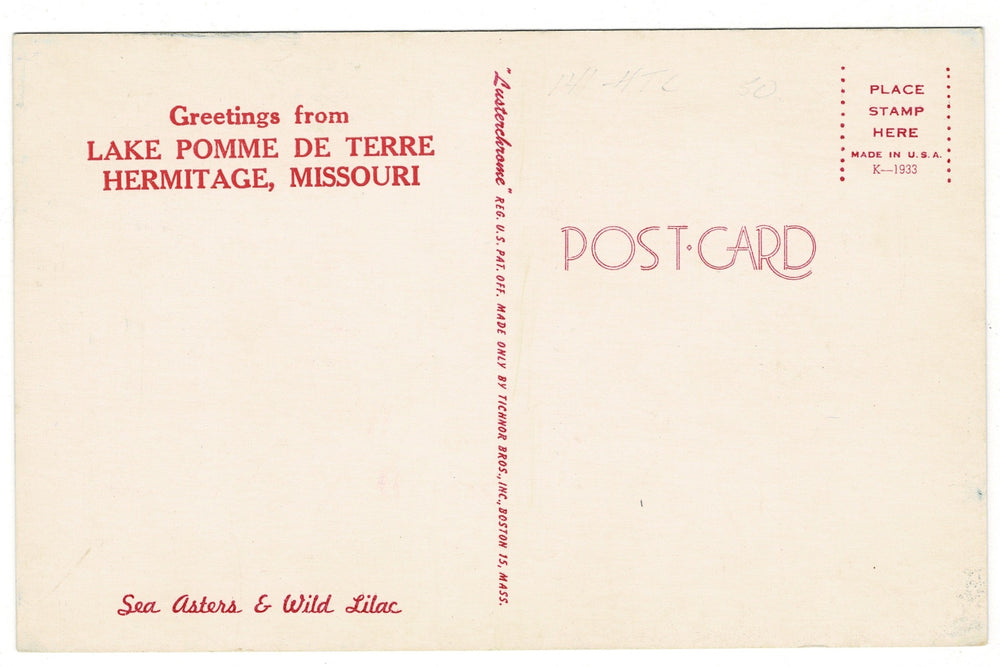 Greetings from
LAKE POMME DE TERRE
HERMITAGE, MISSOURI
Sea Asters & Wild Lilac
"Lusterchrome" REG. U.S. PAT. OFF. MADE ONLY BY TICHNOR BROS., INC., BOSTON 15, MASS.
PLACE
STAMP
HERE
MADE IN U.S.A.
K—1933
POST·CARD